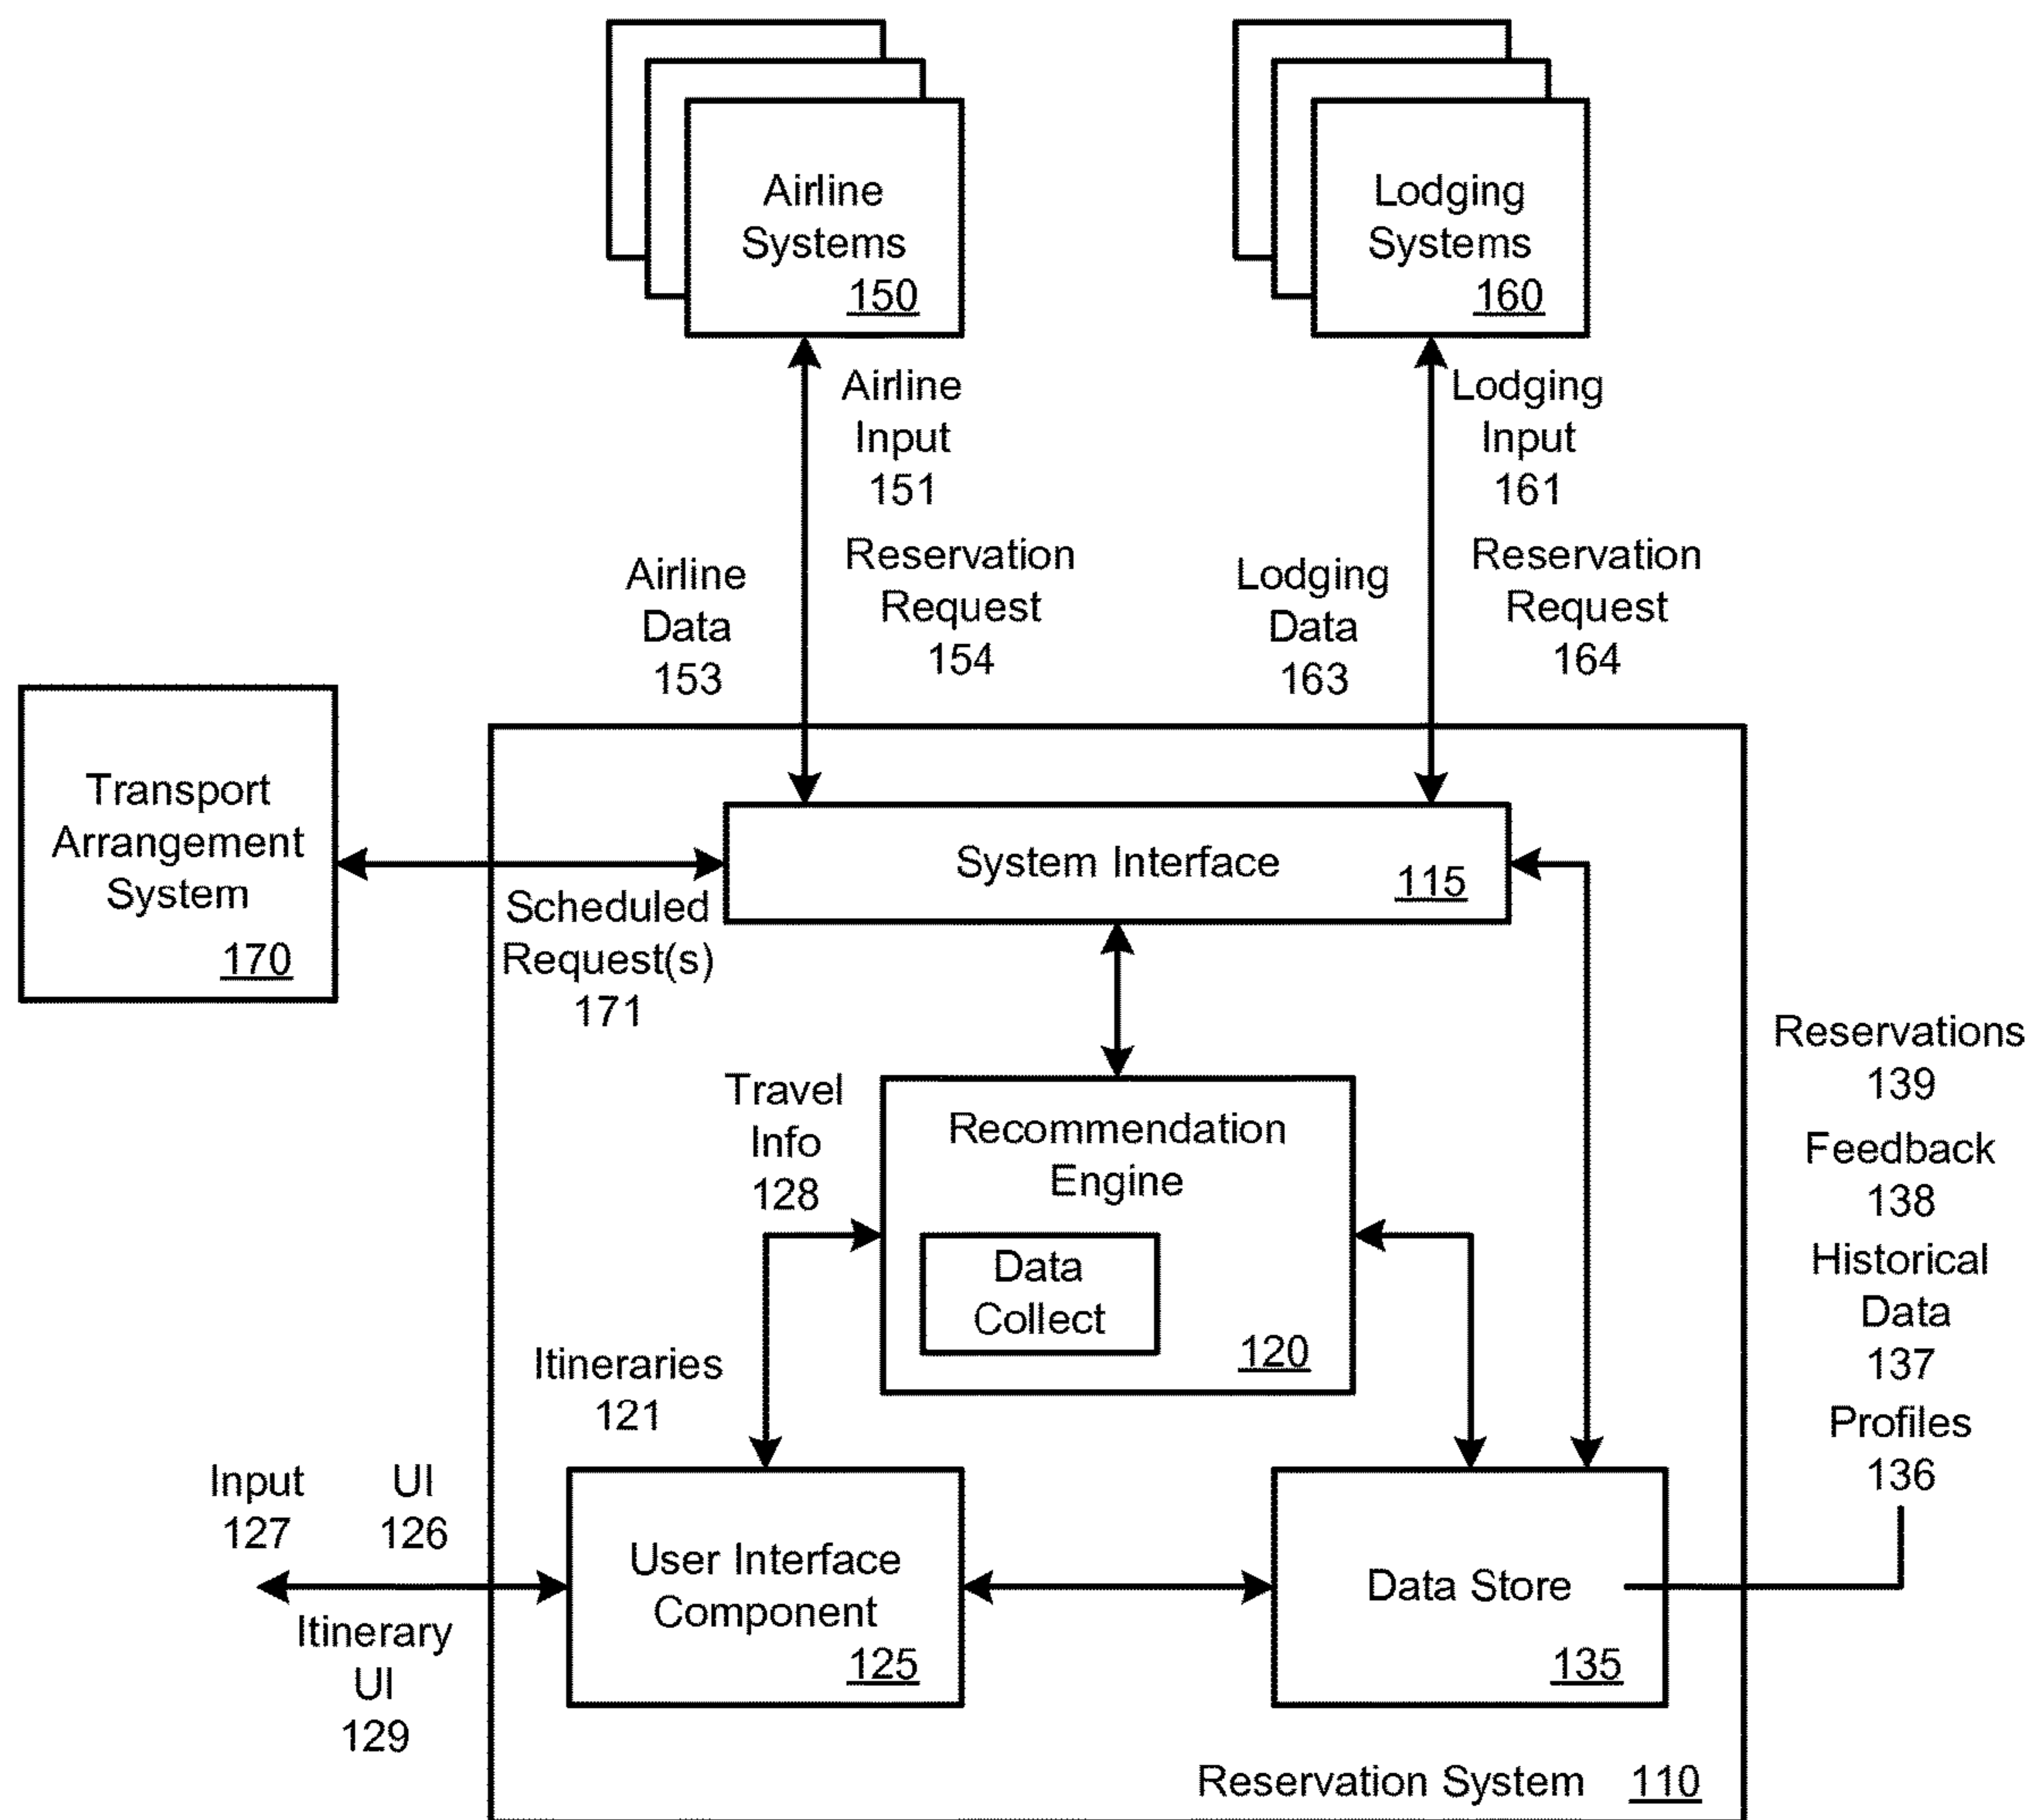 Airline
Systems
150
Lodging
Systems
160
Airline
Input
151
Lodging
Input
161
Airline
Data
153
Reservation
Request
154
Lodging
Data
163
Reservation
Request
164
Transport
Arrangement
System
170
System Interface
115
Scheduled
Request(s)
171
Travel
Info
128
Recommendation
Engine
Data
Collect
120
Reservations
139
Feedback
138
Historical
Data
137
Profiles
136
Itineraries
121
Input
127
UI
126
Itinerary
UI
129
User Interface
Component
125
Data Store
135
Reservation System 110